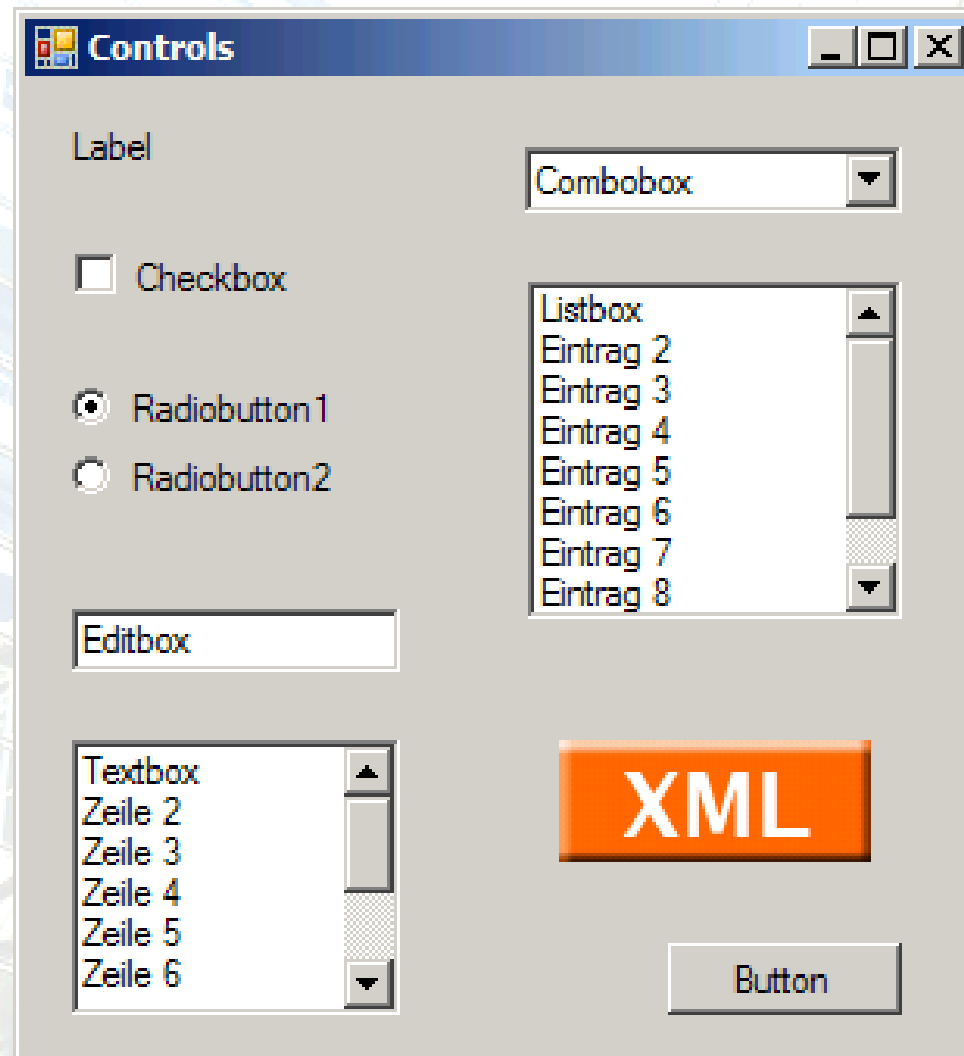 Controls
Label
Combobox
Checkbox
Radiobutton1
Radiobutton2
Listbox
Eintrag 2
Eintrag 3
Eintrag 4
Eintrag 5
Eintrag 6
Eintrag 7
Eintrag 8
Editbox
Textbox
Zeile 2
Zeile 3
Zeile 4
Zeile 5
Zeile 6
XML
Button